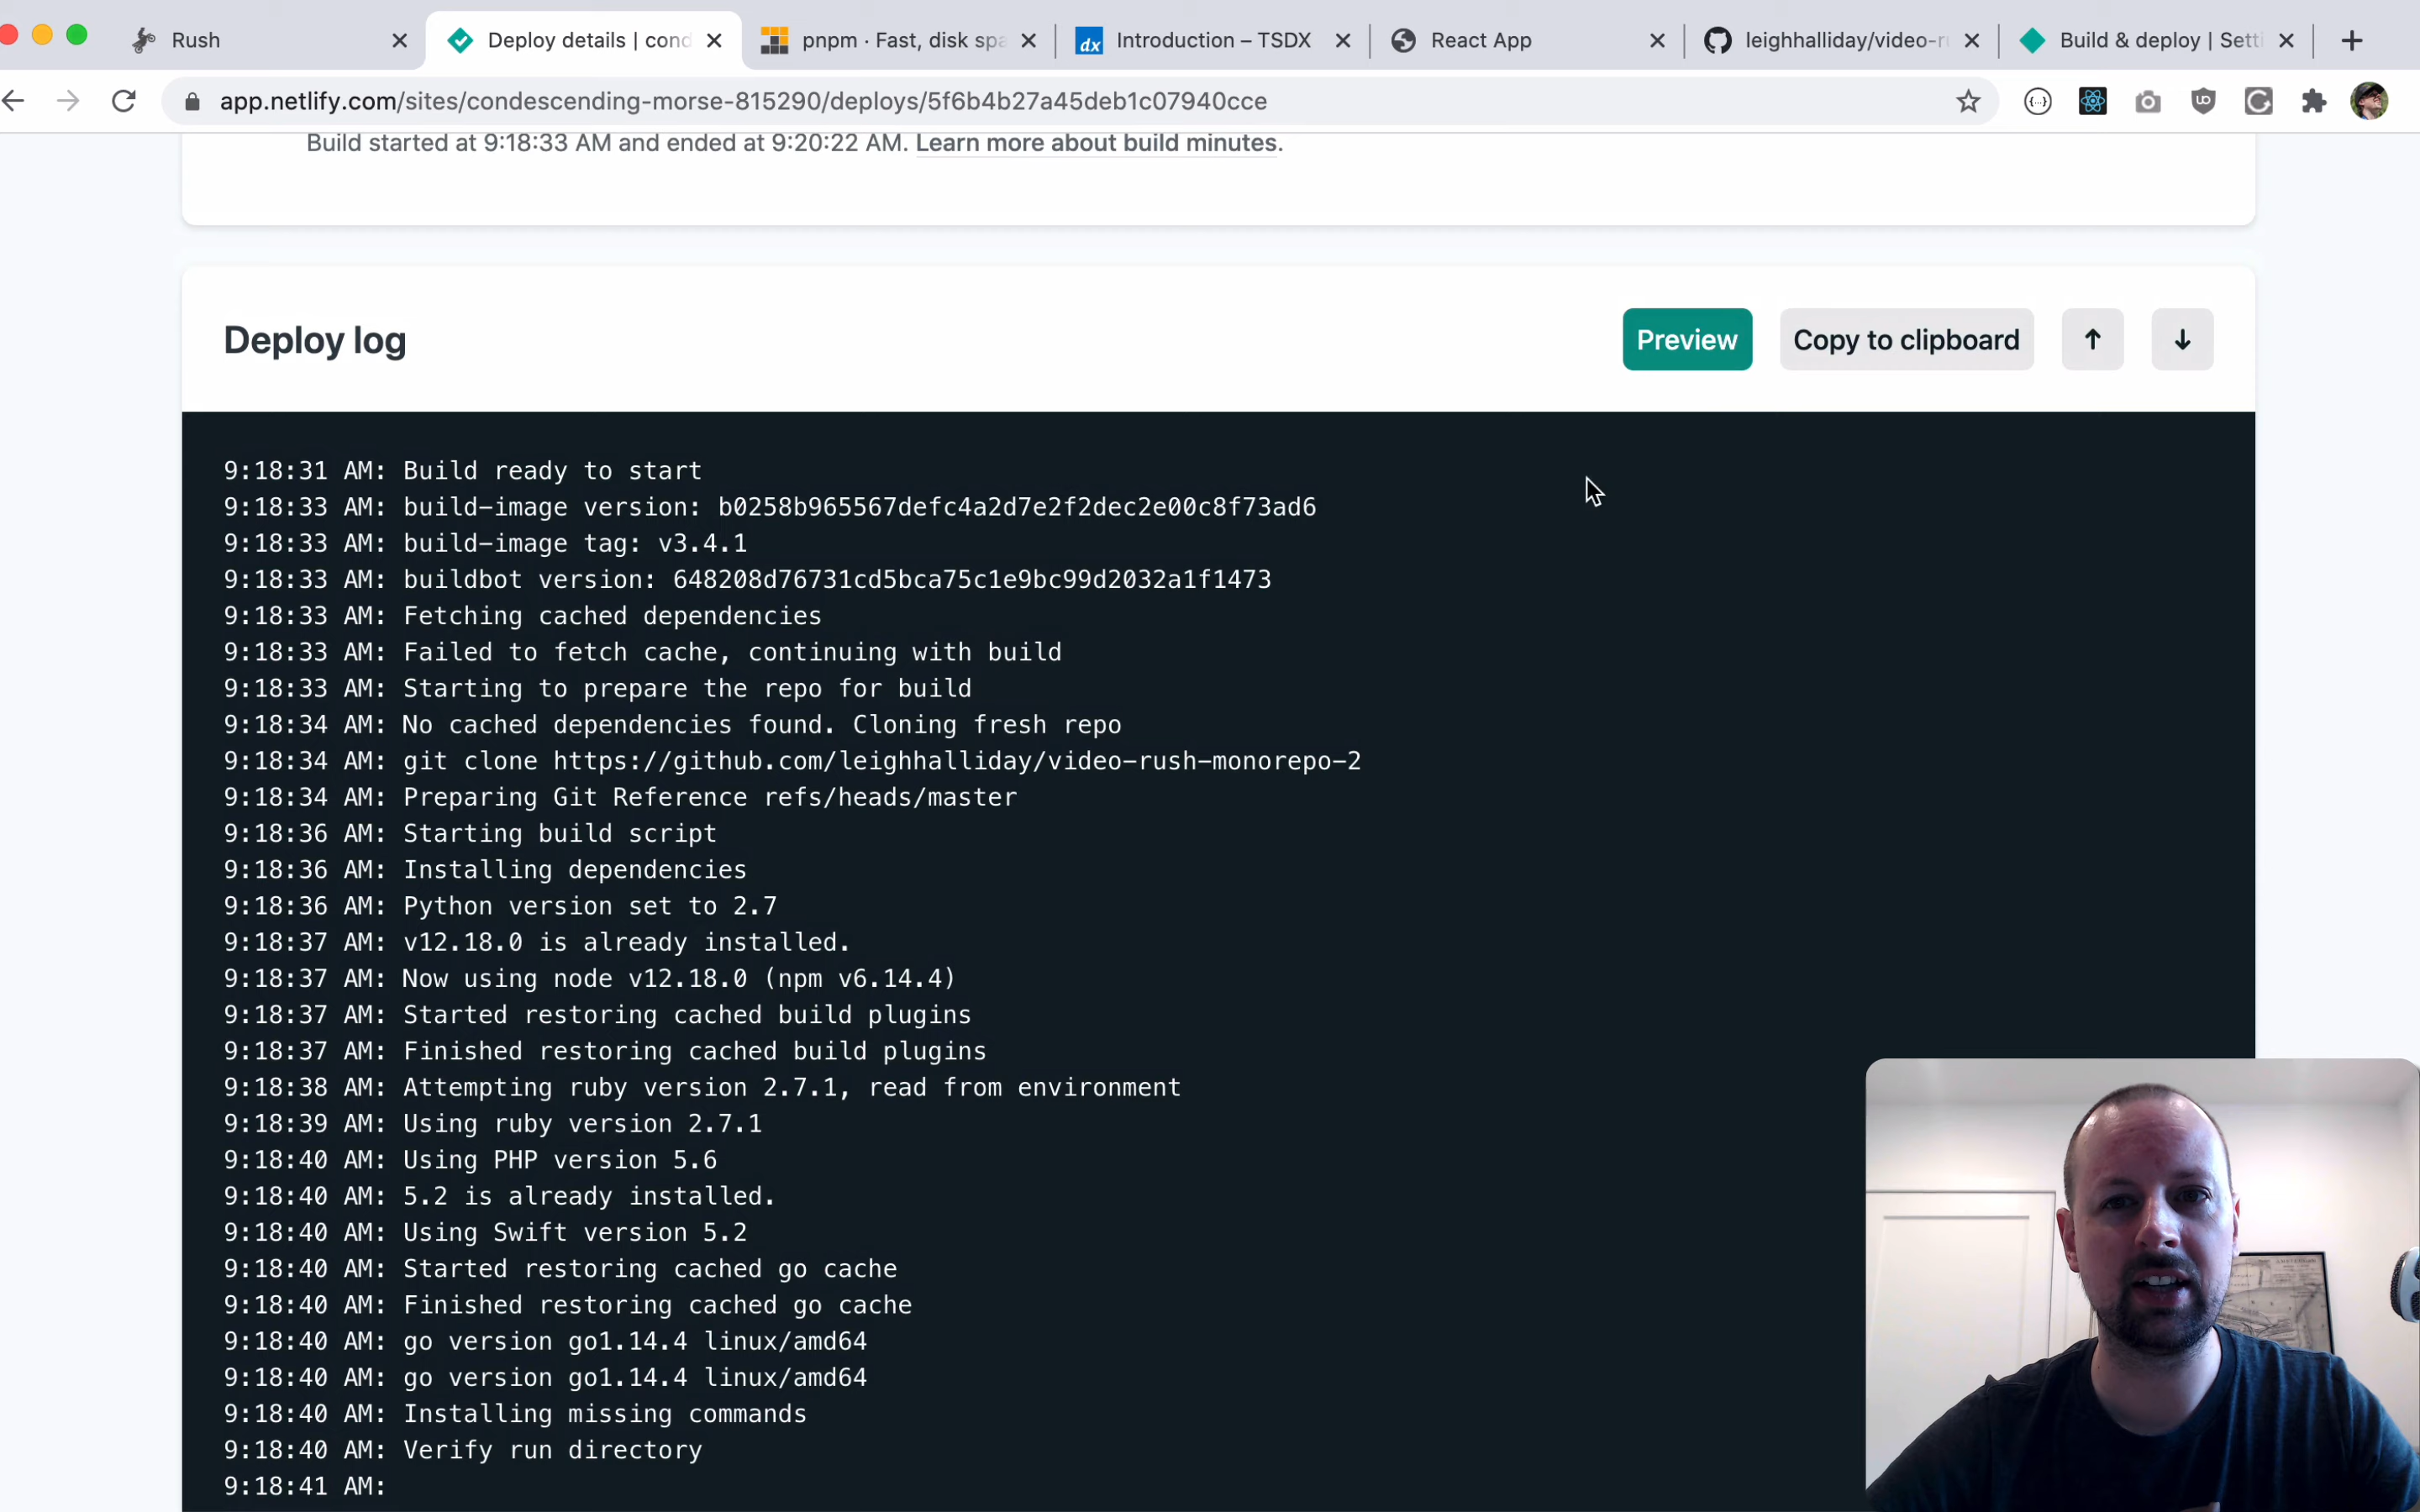 Rush
Deploy details | cond
pnpm · Fast, disk spa
dx Introduction – TSDX
React App
leighhalliday/video-ru
Build & deploy | Setti
app.netlify.com/sites/condescending-morse-815290/deploys/5f6b4b27a45deb1c07940cce
Build started at 9:18:33 AM and ended at 9:20:22 AM. Learn more about build minutes.
Deploy log
Preview
Copy to clipboard
9:18:31 AM: Build ready to start
9:18:33 AM: build-image version: b0258b965567defc4a2d7e2f2dec2e00c8f73ad6
9:18:33 AM: build-image tag: v3.4.1
9:18:33 AM: buildbot version: 648208d76731cd5bca75c1e9bc99d2032a1f1473
9:18:33 AM: Fetching cached dependencies
9:18:33 AM: Failed to fetch cache, continuing with build
9:18:33 AM: Starting to prepare the repo for build
9:18:34 AM: No cached dependencies found. Cloning fresh repo
9:18:34 AM: git clone https://github.com/leighhalliday/video-rush-monorepo-2
9:18:34 AM: Preparing Git Reference refs/heads/master
9:18:36 AM: Starting build script
9:18:36 AM: Installing dependencies
9:18:36 AM: Python version set to 2.7
9:18:37 AM: v12.18.0 is already installed.
9:18:37 AM: Now using node v12.18.0 (npm v6.14.4)
9:18:37 AM: Started restoring cached build plugins
9:18:37 AM: Finished restoring cached build plugins
9:18:38 AM: Attempting ruby version 2.7.1, read from environment
9:18:39 AM: Using ruby version 2.7.1
9:18:40 AM: Using PHP version 5.6
9:18:40 AM: 5.2 is already installed.
9:18:40 AM: Using Swift version 5.2
9:18:40 AM: Started restoring cached go cache
9:18:40 AM: Finished restoring cached go cache
9:18:40 AM: go version go1.14.4 linux/amd64
9:18:40 AM: go version go1.14.4 linux/amd64
9:18:40 AM: Installing missing commands
9:18:40 AM: Verify run directory
9:18:41 AM: